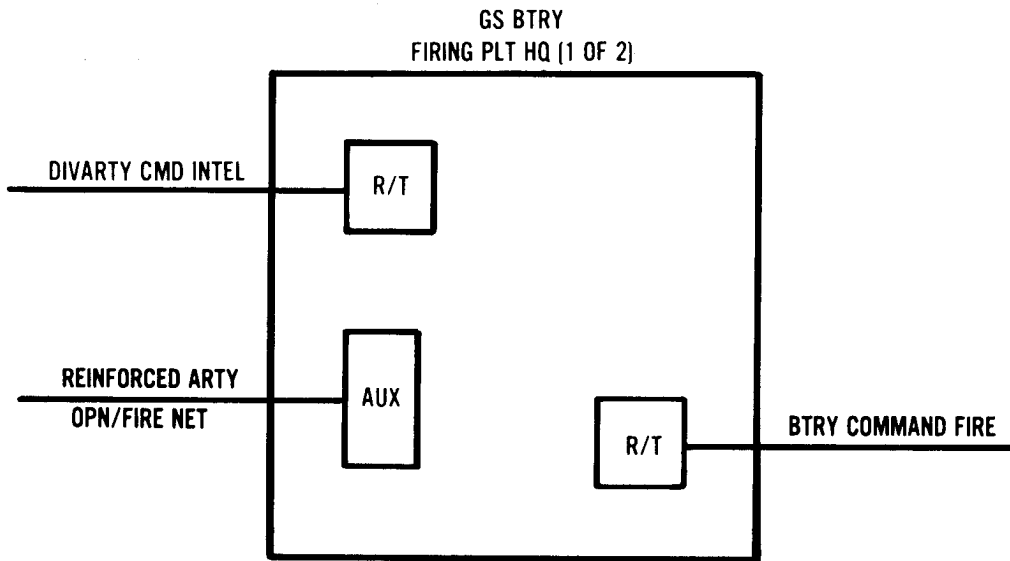 GS BTRY
FIRING PLT HQ (1 OF 2)
DIVARTY CMD INTEL
R/T
REINFORCED ARTY
OPN/FIRE NET
AUX
R/T
BTRY COMMAND FIRE